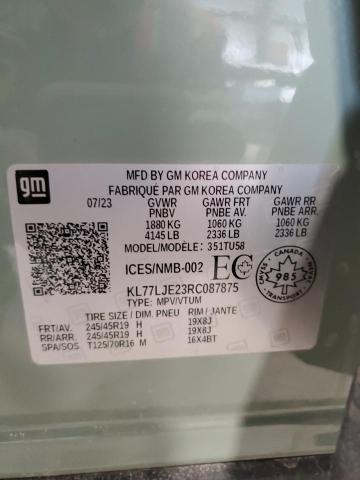 gm
MFD BY GM KOREA COMPANY
FABRIQUÉ PAR GM KOREA COMPANY
07/23 GVWR GAWR FRT GAWR RR
PNBV PNBE AV. PNBE ARR.
1880 KG 1060 KG 1060 KG
4145 LB 2336 LB 2336 LB
MODEL/MODÈLE: 351TU58
ICES/NMB-002 EC
CANADA
CMVSS 985 NSVAC
KL77LJE23RC087875
TYPE: MPV/VTUM
TIRE SIZE / DIM. PNEU RIM / JANTE
FRT/AV. 245/45R19 H 19X8J
RR/ARR. 245/45R19 H 19X8J
SPA/SOS T125/70R16 M 16X4BT